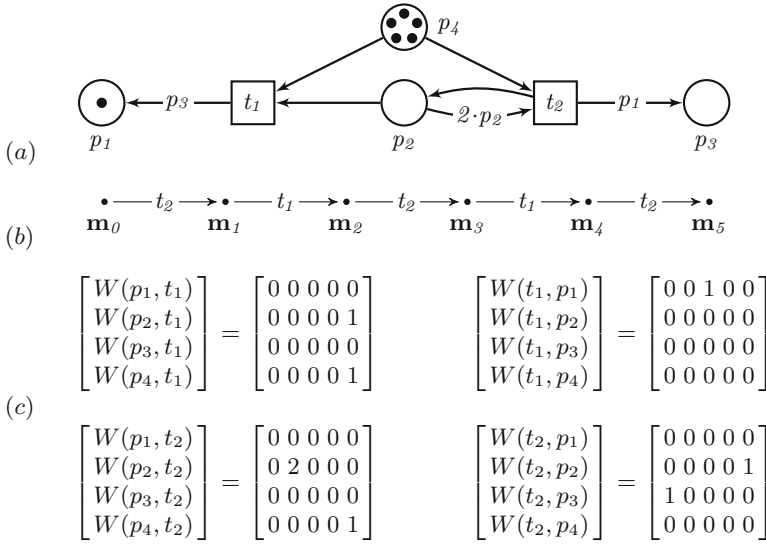 p₄
p₃ t₁ 2·p₂ t₂ p₁
p₁ p₂ p₃
(a)
t₂ t₁ t₂ t₁ t₂
m₀ m₁ m₂ m₃ m₄ m₅
(b)
W(p₁, t₁) 0 0 0 0 0 W(t₁, p₁) 0 0 1 0 0
W(p₂, t₁) 0 0 0 0 1 W(t₁, p₂) 0 0 0 0 0
= =
W(p₃, t₁) 0 0 0 0 0 W(t₁, p₃) 0 0 0 0 0
W(p₄, t₁) 0 0 0 0 1 W(t₁, p₄) 0 0 0 0 0
(c)
W(p₁, t₂) 0 0 0 0 0 W(t₂, p₁) 0 0 0 0 0
W(p₂, t₂) 0 2 0 0 0 W(t₂, p₂) 0 0 0 0 1
= =
W(p₃, t₂) 0 0 0 0 0 W(t₂, p₃) 1 0 0 0 0
W(p₄, t₂) 0 0 0 0 1 W(t₂, p₄) 0 0 0 0 0